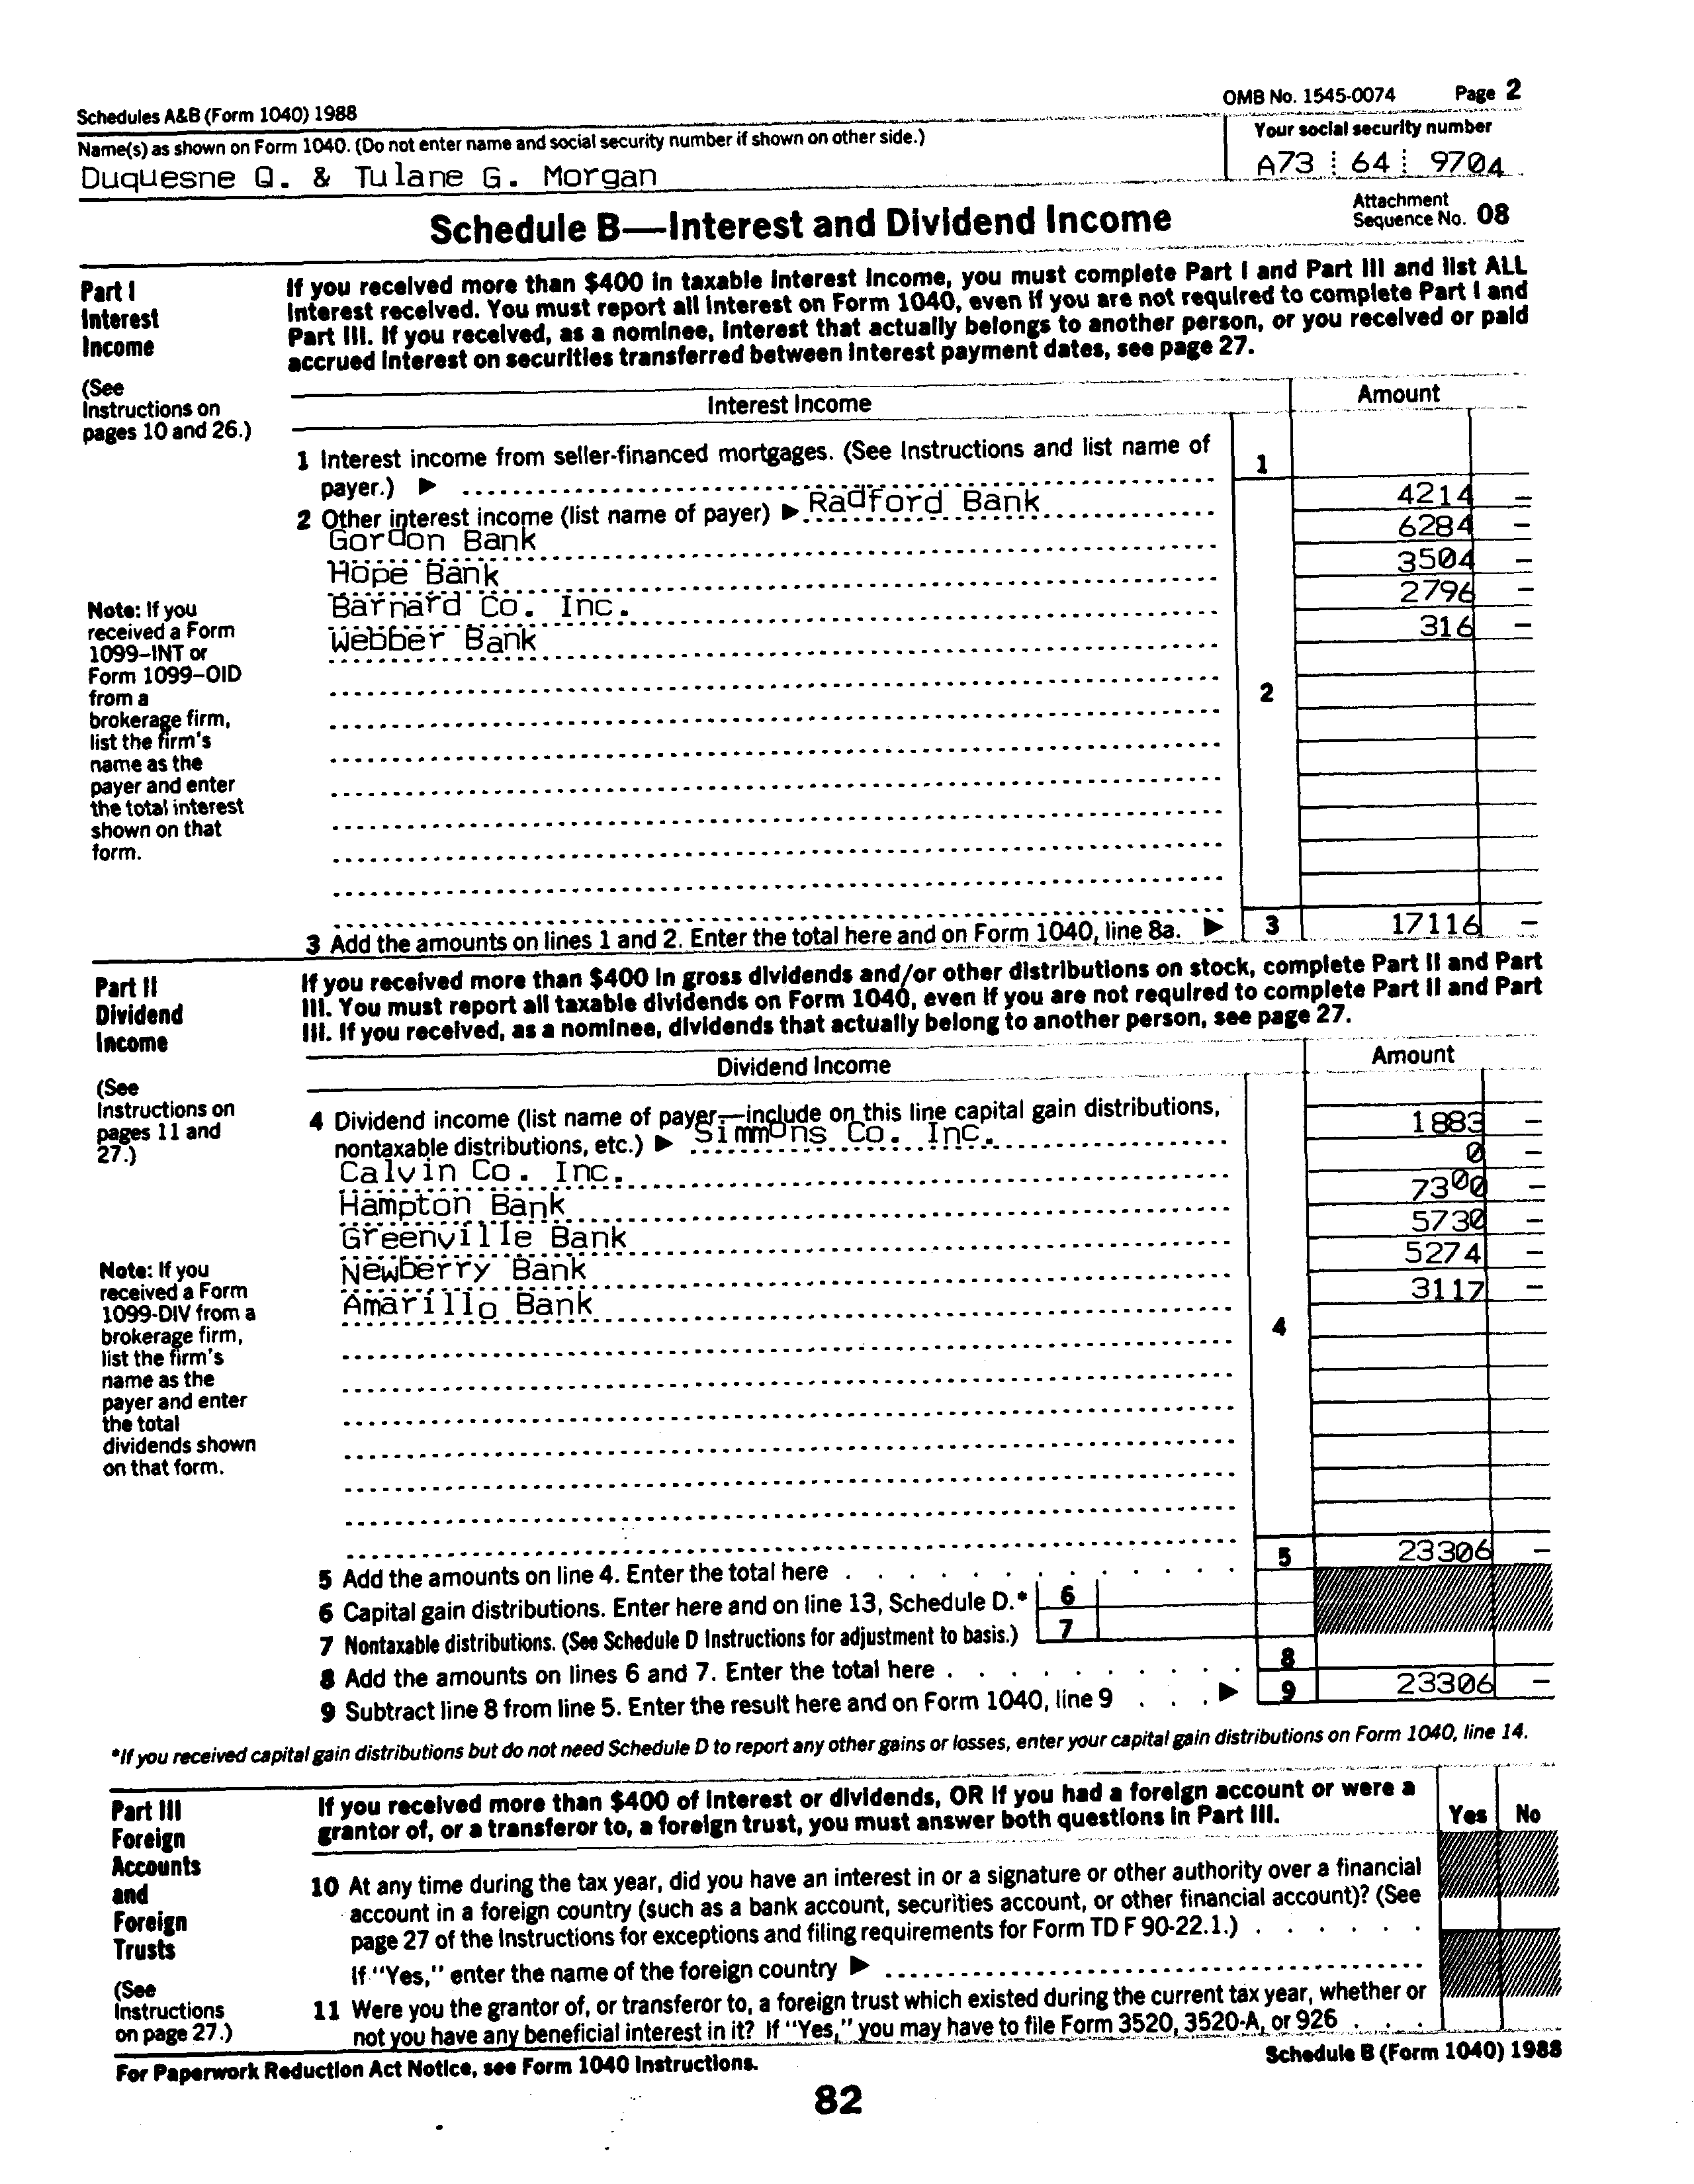 Schedules A&B (Form 1040) 1988
OMB No. 1545-0074 Page 2
Name(s) as shown on Form 1040. (Do not enter name and social security number if shown on other side.)
Your social security number
Duquesne Q. & Tulane G. Morgan
A73 64 9704
Schedule B—Interest and Dividend Income
Attachment
Sequence No. 08
Part I
Interest
Income
(See
Instructions on
pages 10 and 26.)
If you received more than $400 in taxable interest income, you must complete Part I and Part III and list ALL
interest received. You must report all interest on Form 1040, even if you are not required to complete Part I and
Part III. If you received, as a nominee, interest that actually belongs to another person, or you received or paid
accrued interest on securities transferred between interest payment dates, see page 27.
Interest Income
Amount
1 Interest income from seller-financed mortgages. (See Instructions and list name of
payer.) ▶
1
2 Other interest income (list name of payer) ▶ Radford Bank 4214 –
Gordon Bank 6284 –
Hope Bank 3504 –
Barnard Co. Inc. 2796 –
Webber Bank 316 –
2
Note: If you
received a Form
1099–INT or
Form 1099–OID
from a
brokerage firm,
list the firm's
name as the
payer and enter
the total interest
shown on that
form.
3 Add the amounts on lines 1 and 2. Enter the total here and on Form 1040, line 8a. ▶ 3 17116 –
Part II
Dividend
Income
(See
Instructions on
pages 11 and
27.)
If you received more than $400 in gross dividends and/or other distributions on stock, complete Part II and Part
III. You must report all taxable dividends on Form 1040, even if you are not required to complete Part II and Part
III. If you received, as a nominee, dividends that actually belong to another person, see page 27.
Dividend Income
Amount
4 Dividend income (list name of payer—include on this line capital gain distributions,
nontaxable distributions, etc.) ▶ Simmons Co. Inc. 1883 –
Calvin Co. Inc. 0 –
Hampton Bank 7300 –
Greenville Bank 5730 –
Newberry Bank 5274 –
Amarillo Bank 3117 –
4
Note: If you
received a Form
1099-DIV from a
brokerage firm,
list the firm's
name as the
payer and enter
the total
dividends shown
on that form.
5 Add the amounts on line 4. Enter the total here 5 23306 –
6 Capital gain distributions. Enter here and on line 13, Schedule D.* 6
7 Nontaxable distributions. (See Schedule D Instructions for adjustment to basis.) 7
8 Add the amounts on lines 6 and 7. Enter the total here 8
9 Subtract line 8 from line 5. Enter the result here and on Form 1040, line 9 ▶ 9 23306 –
*If you received capital gain distributions but do not need Schedule D to report any other gains or losses, enter your capital gain distributions on Form 1040, line 14.
Part III
Foreign
Accounts
and
Foreign
Trusts
(See
Instructions
on page 27.)
If you received more than $400 of interest or dividends, OR if you had a foreign account or were a
grantor of, or a transferor to, a foreign trust, you must answer both questions in Part III.
Yes No
10 At any time during the tax year, did you have an interest in or a signature or other authority over a financial
account in a foreign country (such as a bank account, securities account, or other financial account)? (See
page 27 of the Instructions for exceptions and filing requirements for Form TD F 90-22.1.)
If "Yes," enter the name of the foreign country ▶
11 Were you the grantor of, or transferor to, a foreign trust which existed during the current tax year, whether or
not you have any beneficial interest in it? If "Yes," you may have to file Form 3520, 3520-A, or 926
For Paperwork Reduction Act Notice, see Form 1040 Instructions.
Schedule B (Form 1040) 1988
82